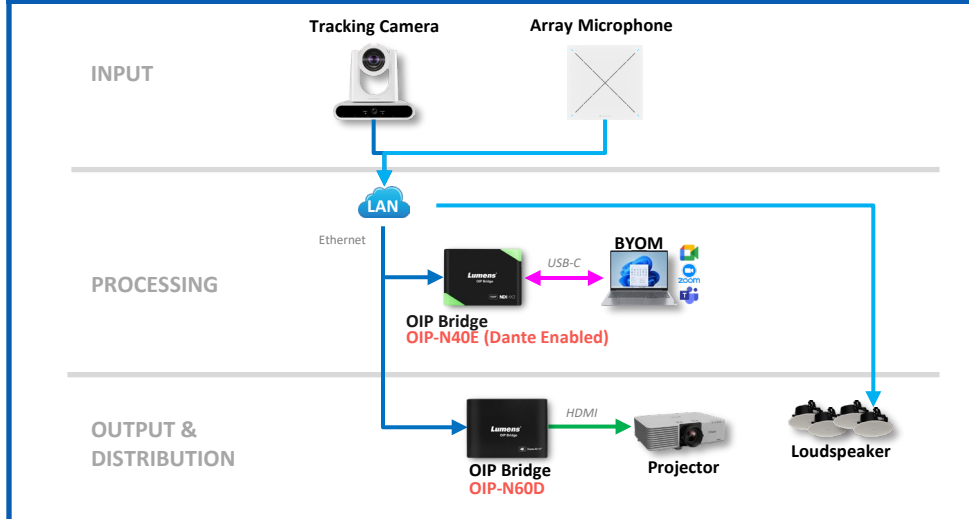 Tracking Camera
Array Microphone
INPUT
LAN
Ethernet
PROCESSING
Lumens
OIP Bridge
NDI
USB-C
BYOM
zoom
T
OIP Bridge
OIP-N40E (Dante Enabled)
OUTPUT &
DISTRIBUTION
Lumens
OIP Bridge
HDMI
Projector
Loudspeaker
OIP Bridge
OIP-N60D